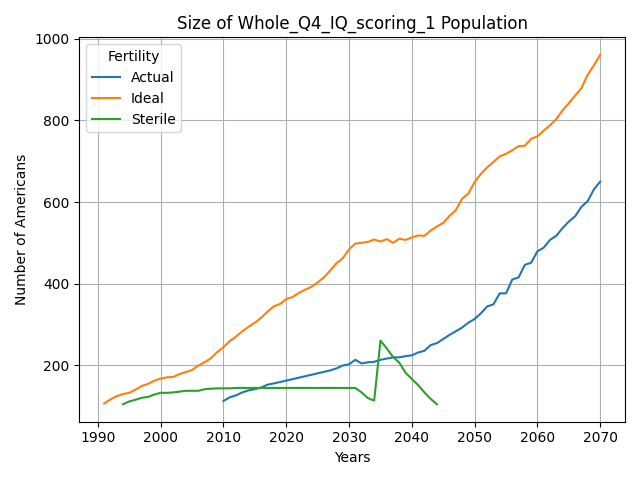 Size of Whole_Q4_IQ_scoring_1 Population
Fertility
Actual
Ideal
Sterile
Number of Americans
1000
800
600
400
200
1990 2000 2010 2020 2030 2040 2050 2060 2070
Years